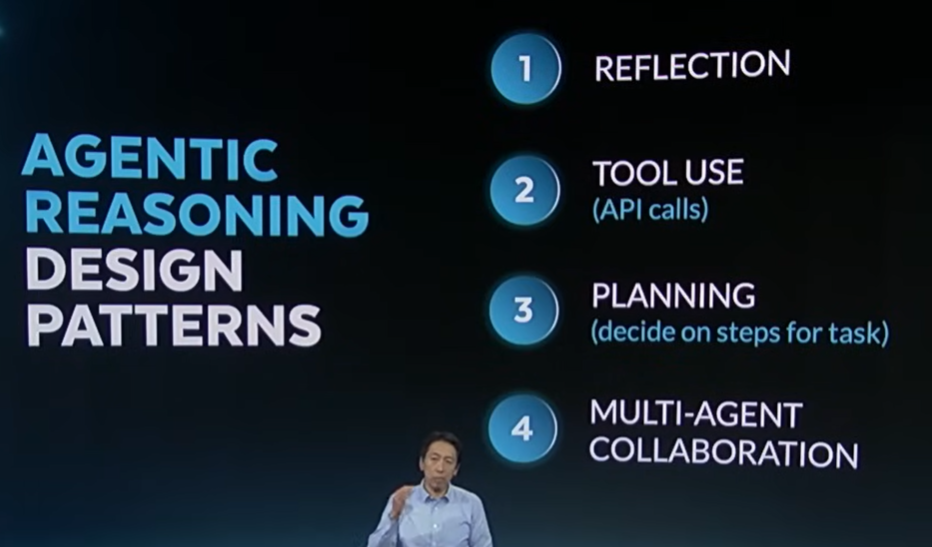 AGENTIC
REASONING
DESIGN
PATTERNS
1
REFLECTION
2
TOOL USE
(API calls)
3
PLANNING
(decide on steps for task)
4
MULTI-AGENT
COLLABORATION